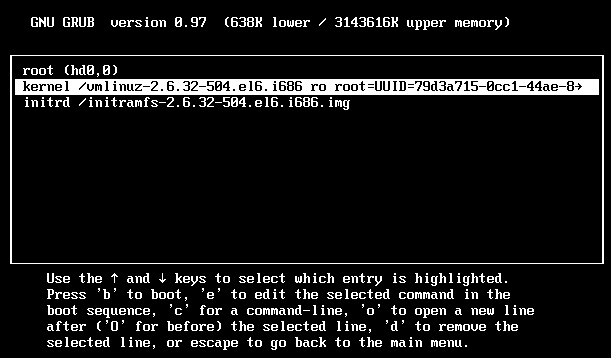 GNU GRUB  version 0.97  (638K lower / 3143616K upper memory)
root (hd0,0)
kernel /vmlinuz-2.6.32-504.el6.i686 ro root=UUID=79d3a715-0cc1-44ae-8→
initrd /initramfs-2.6.32-504.el6.i686.img
Use the ↑ and ↓ keys to select which entry is highlighted.
Press 'b' to boot, 'e' to edit the selected command in the
boot sequence, 'c' for a command-line, 'o' to open a new line
after ('O' for before) the selected line, 'd' to remove the
selected line, or escape to go back to the main menu.